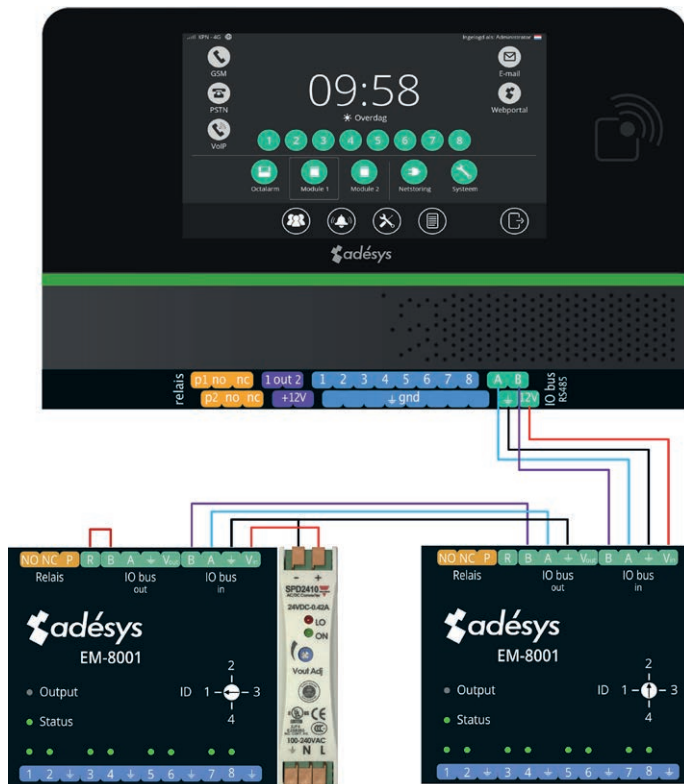 KPN - 4G
Ingelogd als: Administrator
GSM
E-mail
09:58
PSTN
Webportal
Overdag
VoIP
1 2 3 4 5 6 7 8
Octalarm Module 1 Module 2 Netstoring Systeem
adésys
relais
p1 no nc 1 out 2 1 2 3 4 5 6 7 8 A B
p2 no nc +12V gnd 12V
IO bus
RS485
NO NC P R B A Vout B A Vin
Relais IO bus IO bus
out in
adésys
EM-8001
Output
Status
ID 1 2 3 4
1 2 3 4 5 6 7 8
- +
SPD2410
AC/DC Converter
24VDC-0.42A
LO
ON
Vout Adj
100-240VAC
N L
NO NC P R B A Vout B A Vin
Relais IO bus IO bus
out in
adésys
EM-8001
Output
Status
ID 1 2 3 4
1 2 3 4 5 6 7 8